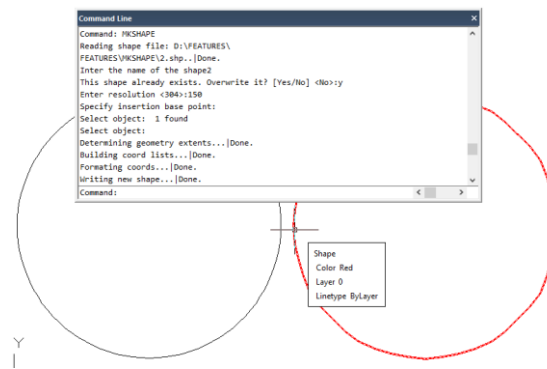 Command Line
Command: MKSHAPE
Reading shape file: D:\FEATURES\
FEATURES\MKSHAPE\2.shp..|Done.
Inter the name of the shape2
This shape already exists. Overwrite it? [Yes/No] <No>:y
Enter resolution <304>:150
Specify insertion base point:
Select object:  1 found
Select object:
Determining geometry extents...|Done.
Building coord lists...|Done.
Formating coords...|Done.
Writing new shape...|Done.
Command:
Shape
Color Red
Layer 0
Linetype ByLayer
Y